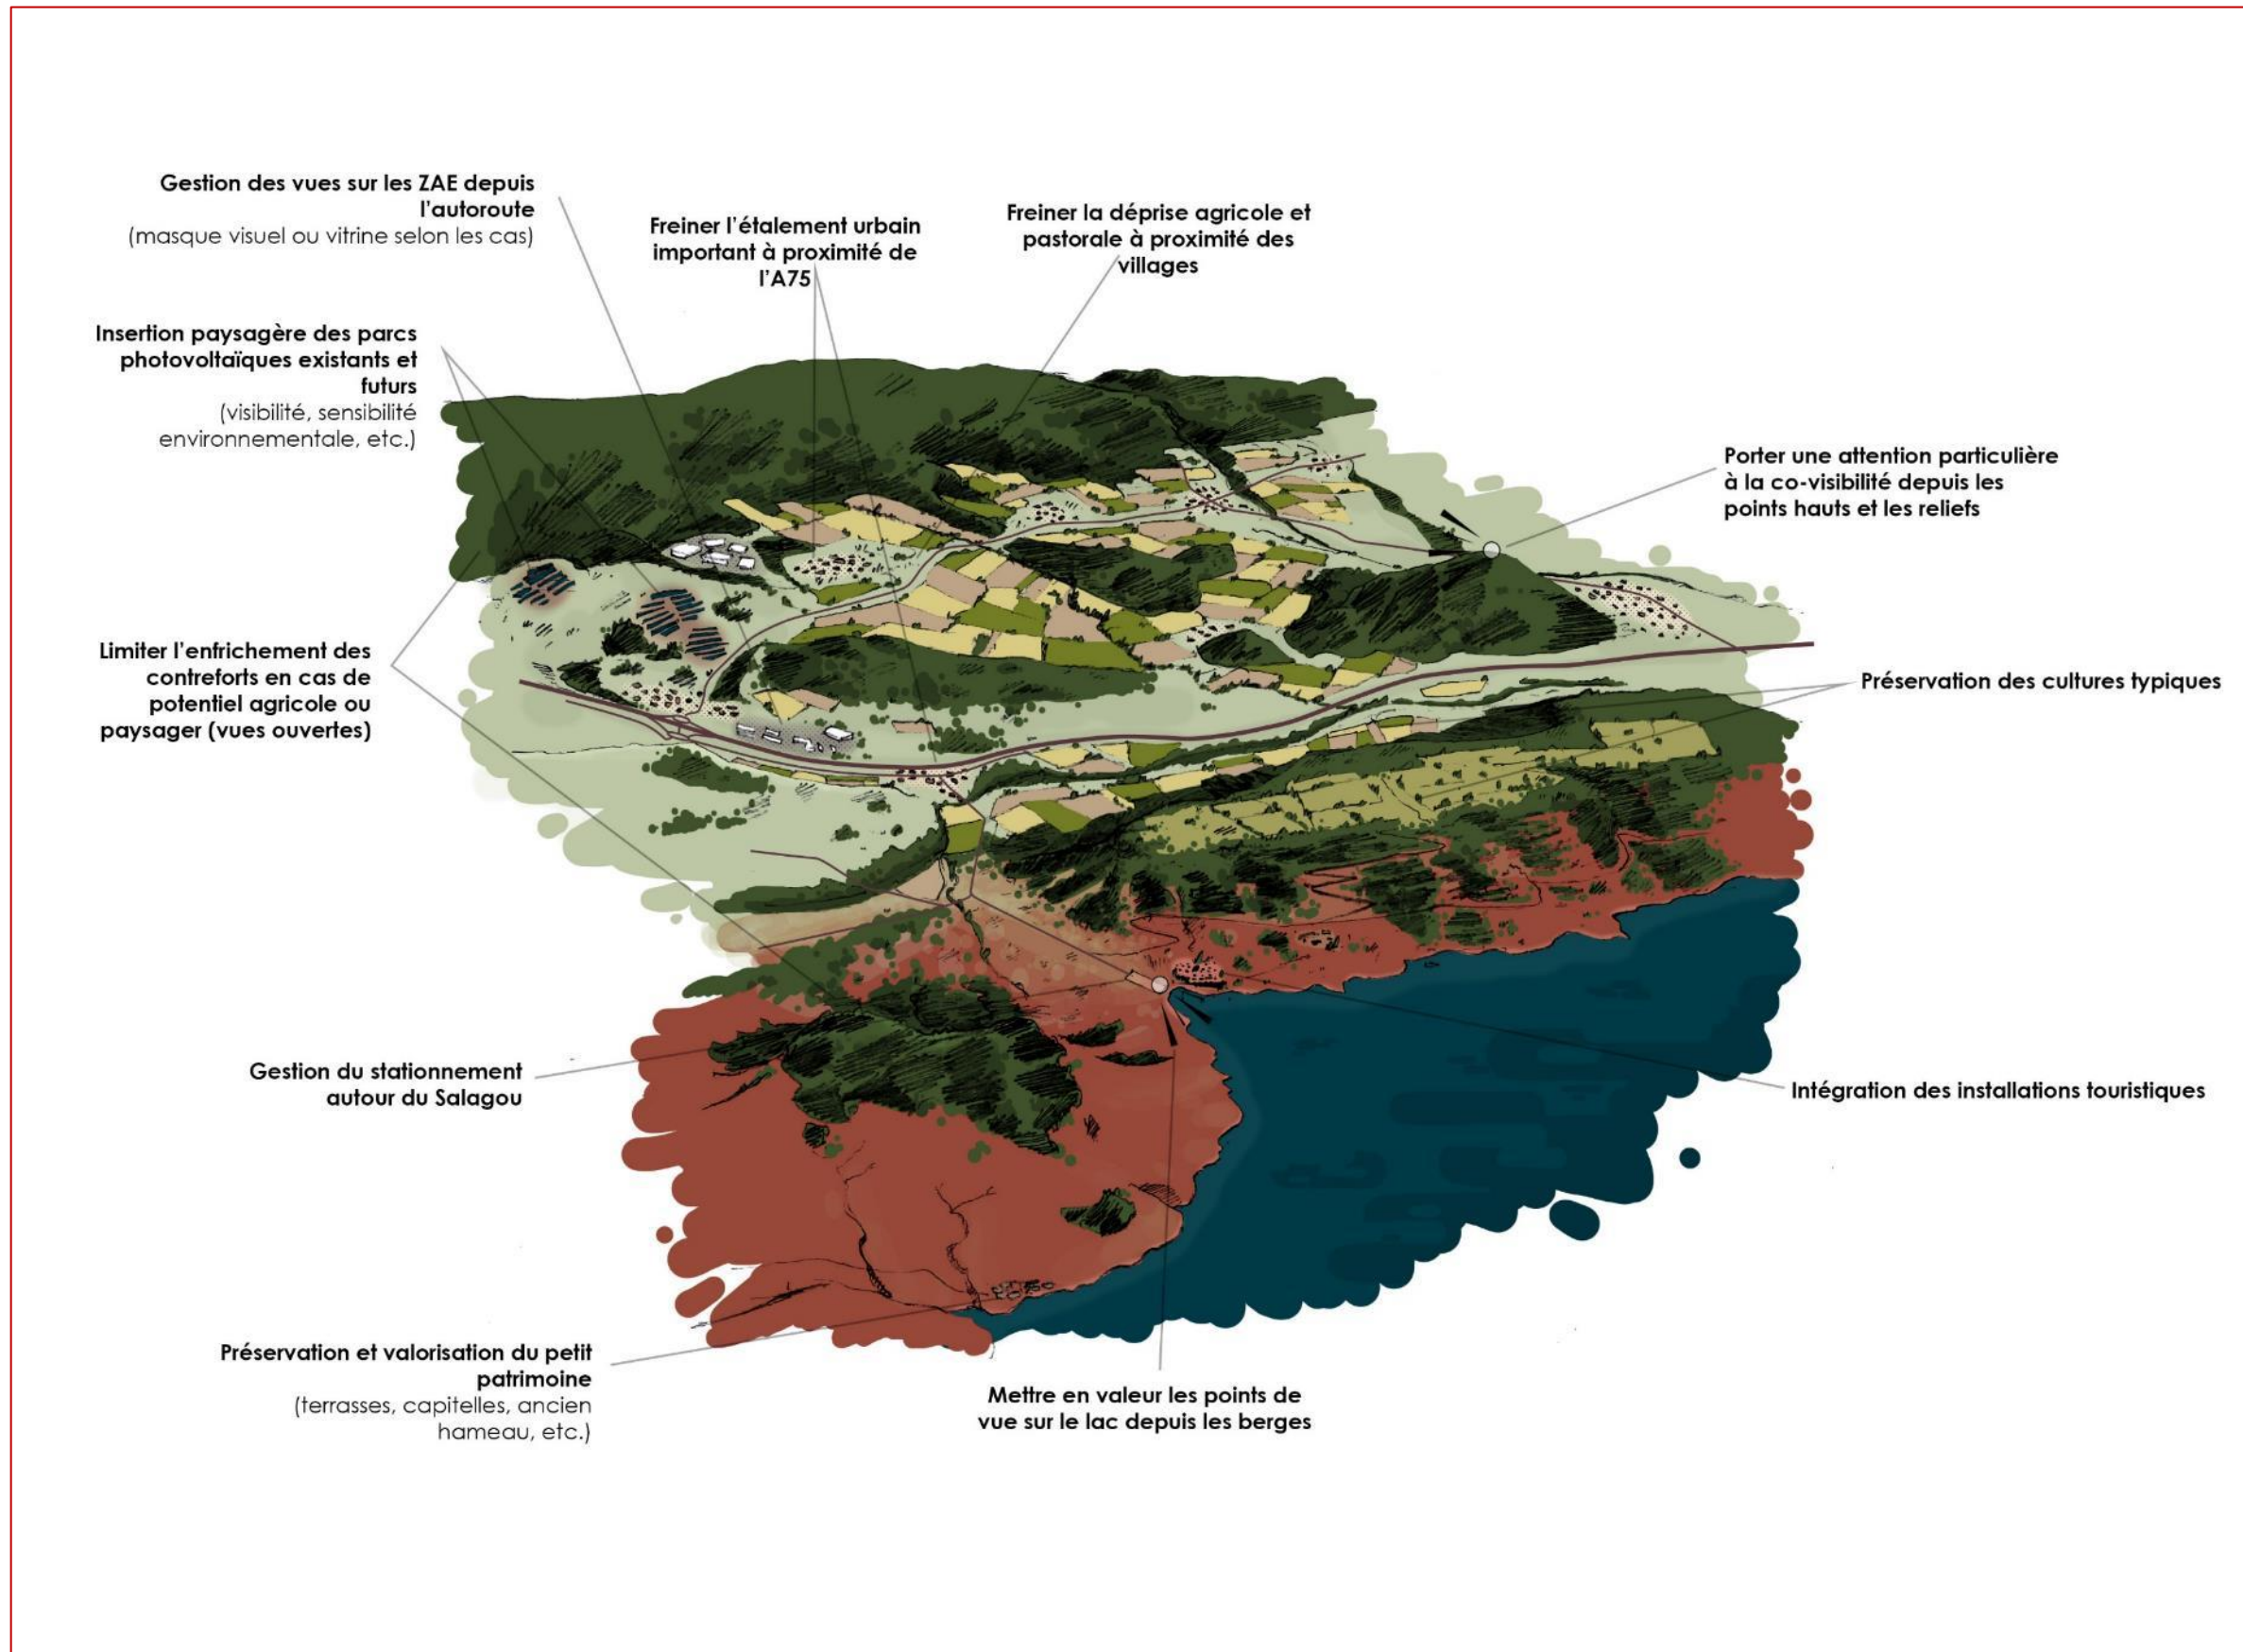 Gestion des vues sur les ZAE depuis
l'autoroute
(masque visuel ou vitrine selon les cas)
Freiner l'étalement urbain
important à proximité de
l'A75
Freiner la déprise agricole et
pastorale à proximité des
villages
Insertion paysagère des parcs
photovoltaïques existants et
futurs
(visibilité, sensibilité
environnementale, etc.)
Porter une attention particulière
à la co-visibilité depuis les
points hauts et les reliefs
Limiter l'enfrichement des
contreforts en cas de
potentiel agricole ou
paysager (vues ouvertes)
Préservation des cultures typiques
Gestion du stationnement
autour du Salagou
Intégration des installations touristiques
Préservation et valorisation du petit
patrimoine
(terrasses, capitelles, ancien
hameau, etc.)
Mettre en valeur les points de
vue sur le lac depuis les berges